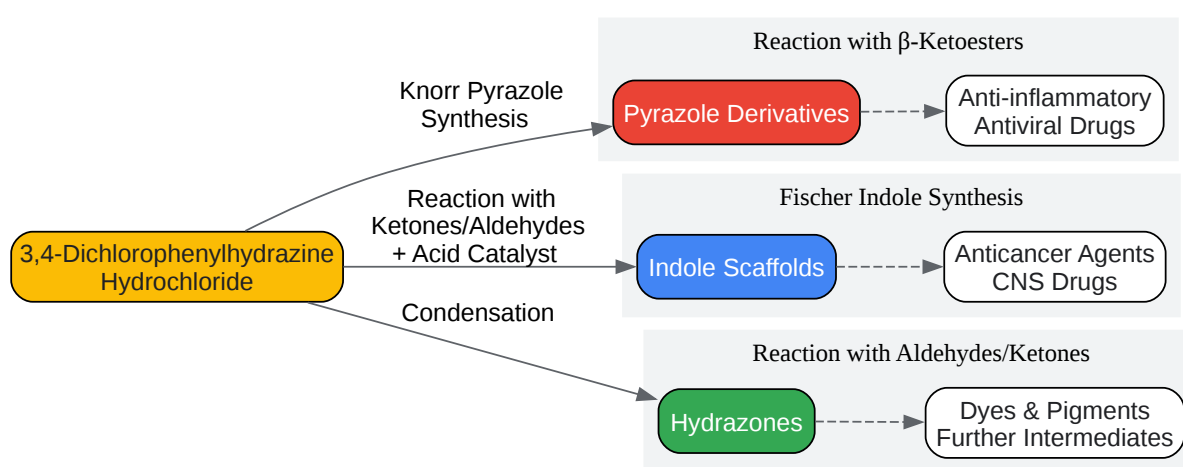 Reaction with β-Ketoesters
Knorr Pyrazole
Synthesis
Pyrazole Derivatives
Anti-inflammatory
Antiviral Drugs
Reaction with
Ketones/Aldehydes
+ Acid Catalyst
Fischer Indole Synthesis
3,4-Dichlorophenylhydrazine
Hydrochloride
Indole Scaffolds
Anticancer Agents
CNS Drugs
Condensation
Reaction with Aldehydes/Ketones
Hydrazones
Dyes & Pigments
Further Intermediates